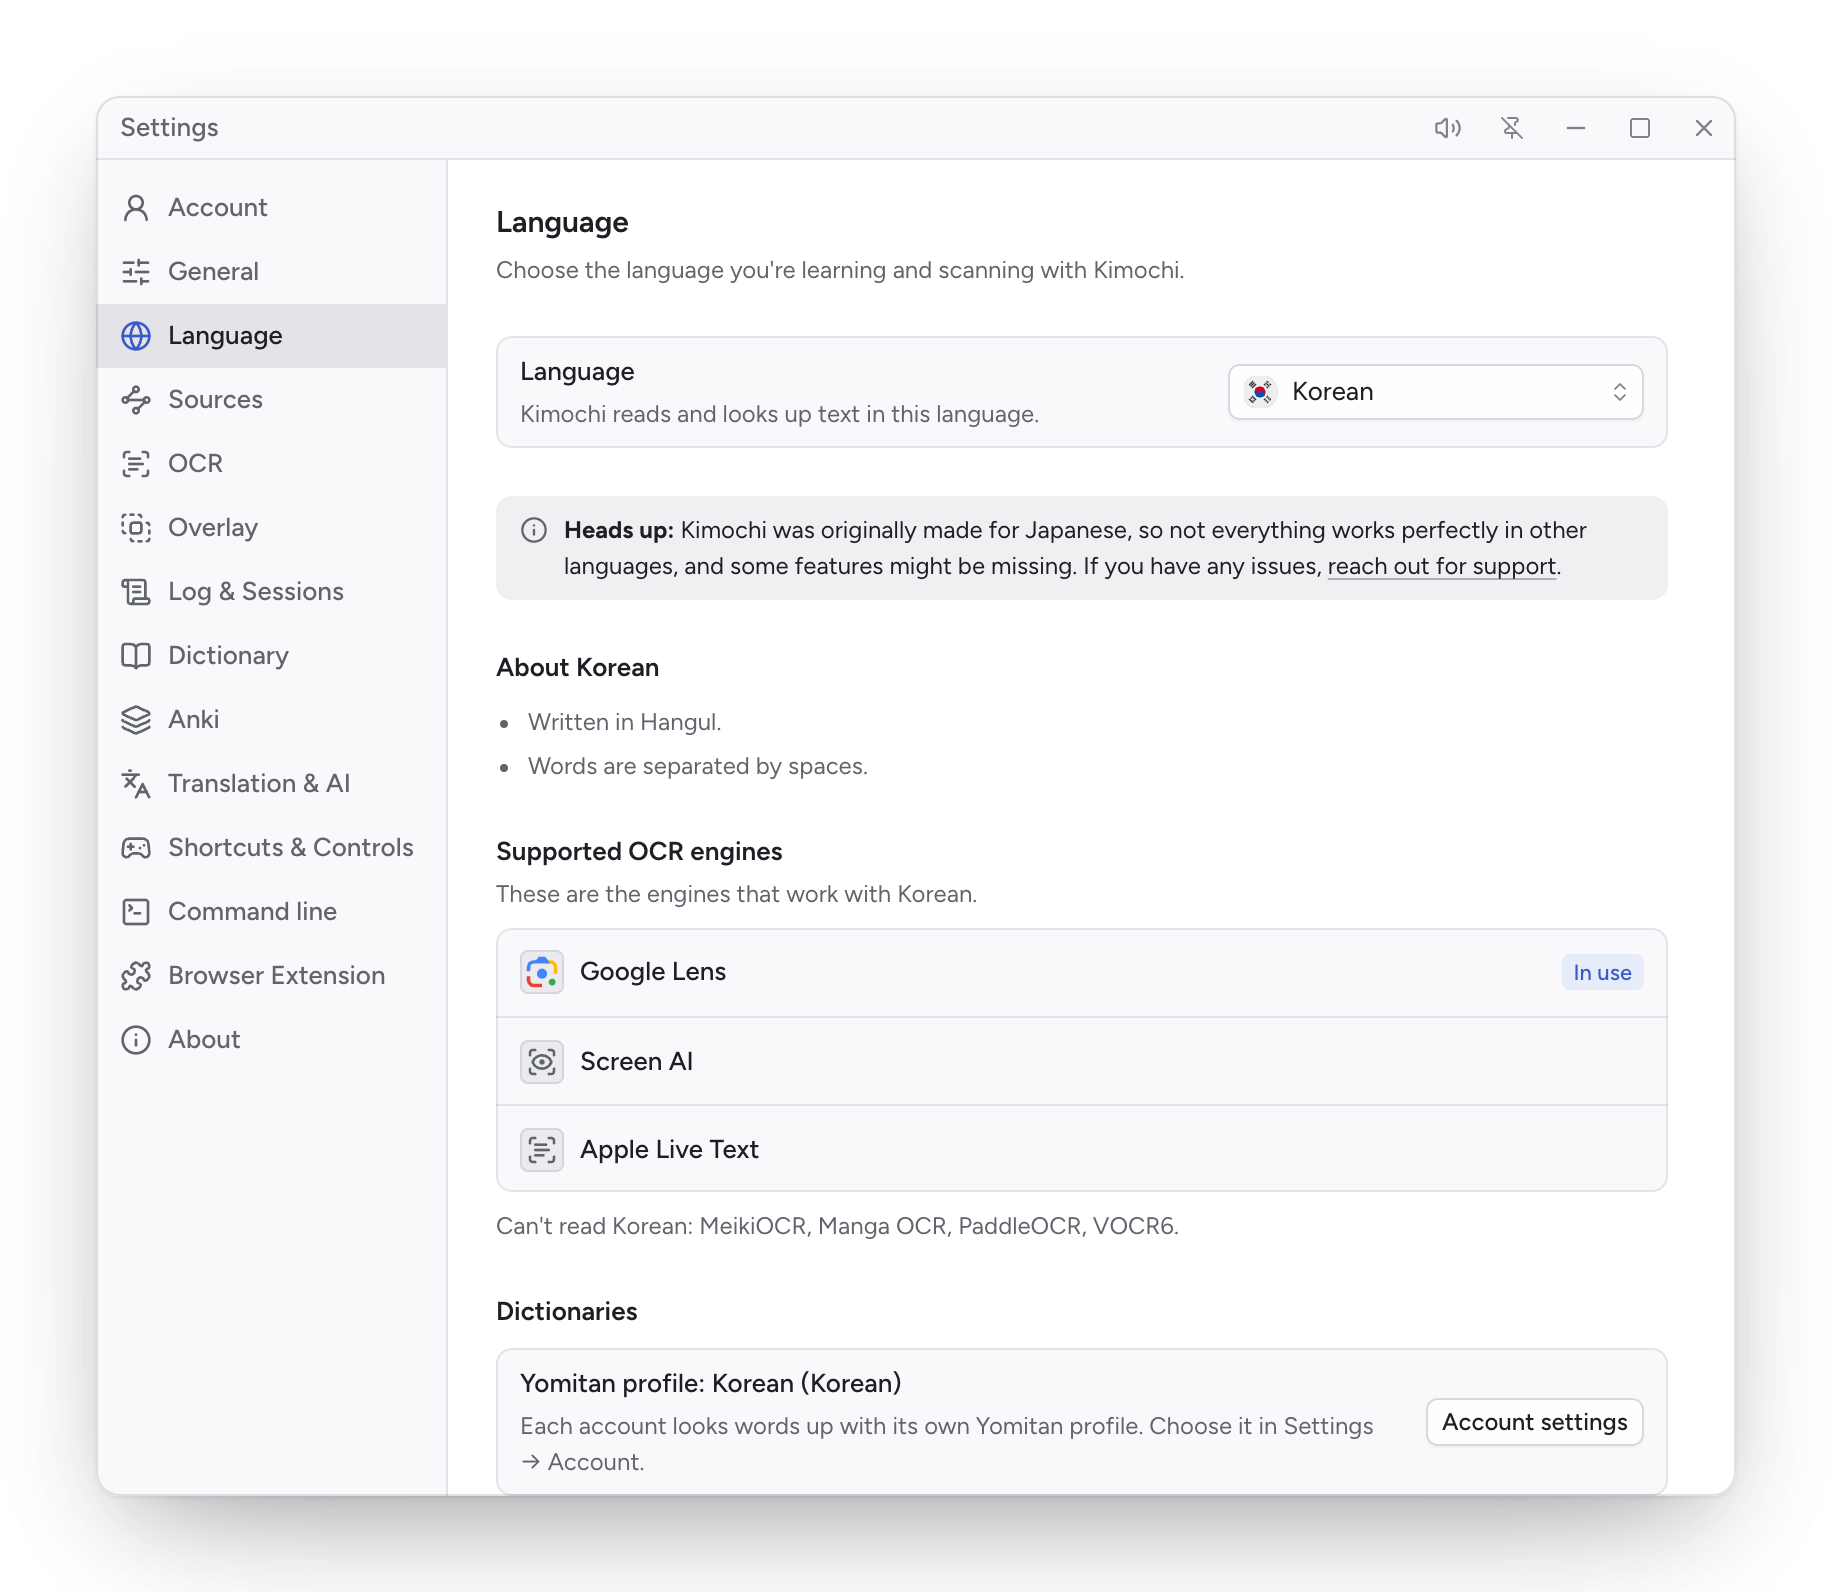 Settings
Account
General
Language
Sources
OCR
Overlay
Log & Sessions
Dictionary
Anki
Translation & AI
Shortcuts & Controls
Command line
Browser Extension
About
Language
Choose the language you're learning and scanning with Kimochi.
Language
Kimochi reads and looks up text in this language.
Korean
Heads up: Kimochi was originally made for Japanese, so not everything works perfectly in other
languages, and some features might be missing. If you have any issues, reach out for support.
About Korean
• Written in Hangul.
• Words are separated by spaces.
Supported OCR engines
These are the engines that work with Korean.
Google Lens
In use
Screen AI
Apple Live Text
Can't read Korean: MeikiOCR, Manga OCR, PaddleOCR, VOCR6.
Dictionaries
Yomitan profile: Korean (Korean)
Each account looks words up with its own Yomitan profile. Choose it in Settings
→ Account.
Account settings